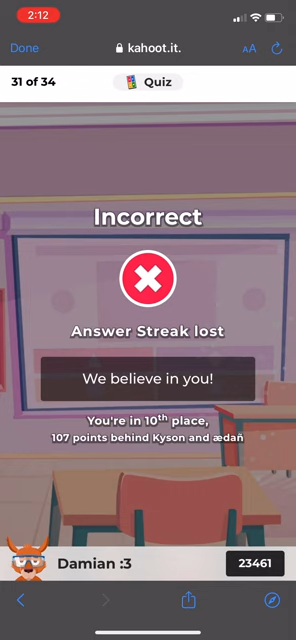 2:12
Done
kahoot.it.
AA
31 of 34
Quiz
Incorrect
Answer Streak lost
We believe in you!
You're in 10th place,
107 points behind Kyson and ædañ
Damian :3
23461